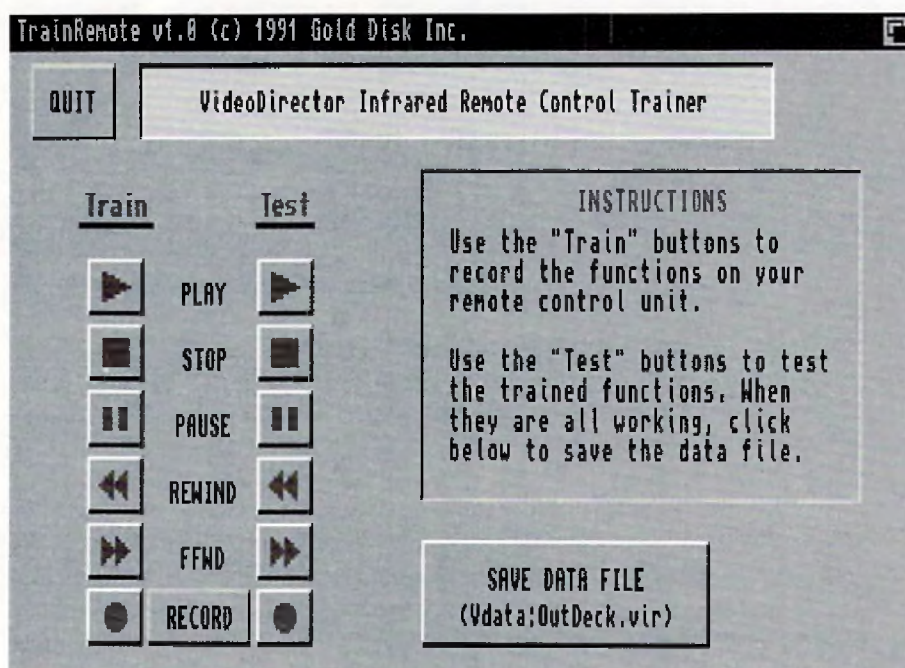 TrainRemote v1.0 (c) 1991 Gold Disk Inc.
QUIT
VideoDirector Infrared Remote Control Trainer
Train Test
PLAY
STOP
PAUSE
REWIND
FFWD
RECORD
INSTRUCTIONS
Use the "Train" buttons to
record the functions on your
remote control unit.
Use the "Test" buttons to test
the trained functions. When
they are all working, click
below to save the data file.
SAVE DATA FILE
(Vdata:OutDeck.vir)